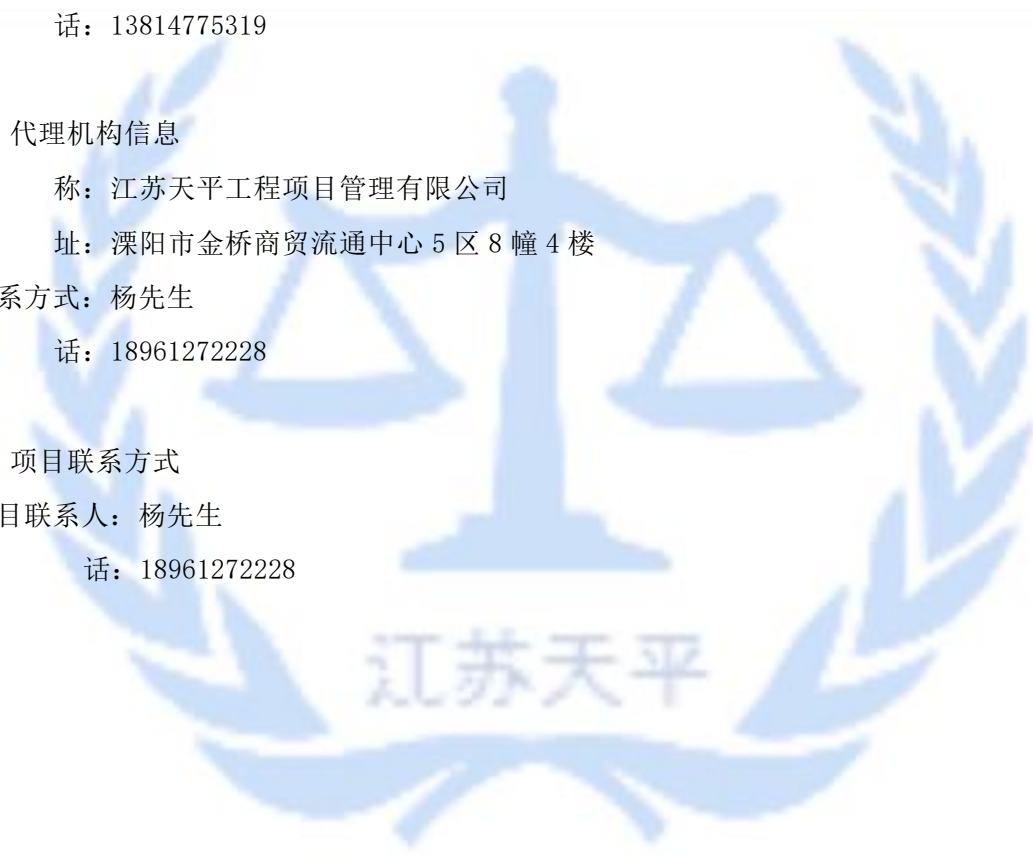 话：13814775319
代理机构信息
称：江苏天平工程项目管理有限公司
址：溧阳市金桥商贸流通中心 5 区 8 幢 4 楼
系方式：杨先生
话：18961272228
项目联系方式
目联系人：杨先生
话：18961272228
江苏天平